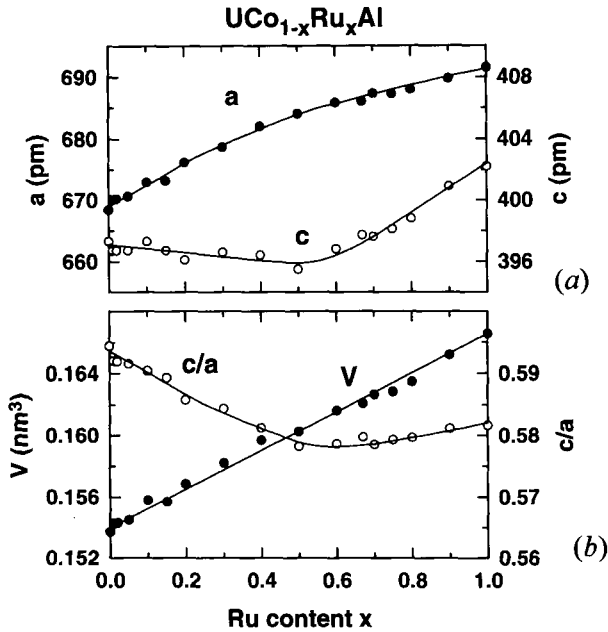 UCo₁₋ₓRuₓAl
690
680
670
660
a (pm)
a
c
408
404
400
396
c (pm)
(a)
0.164
0.160
0.156
0.152
V (nm³)
c/a
V
0.59
0.58
0.57
0.56
c/a
(b)
0.0 0.2 0.4 0.6 0.8 1.0
Ru content x